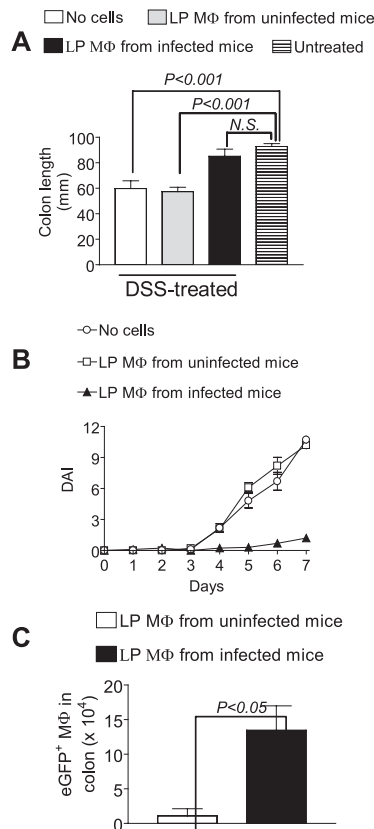 A
No cells
LP MΦ from uninfected mice
LP MΦ from infected mice
Untreated
P<0.001
P<0.001
N.S.
Colon length
(mm)
100
80
60
40
20
0
DSS-treated
B
No cells
LP MΦ from uninfected mice
LP MΦ from infected mice
DAI
12
9
6
3
0
0 1 2 3 4 5 6 7
Days
C
LP MΦ from uninfected mice
LP MΦ from infected mice
eGFP⁺ MΦ in
colon (x 10⁴)
20
15
10
5
0
P<0.05